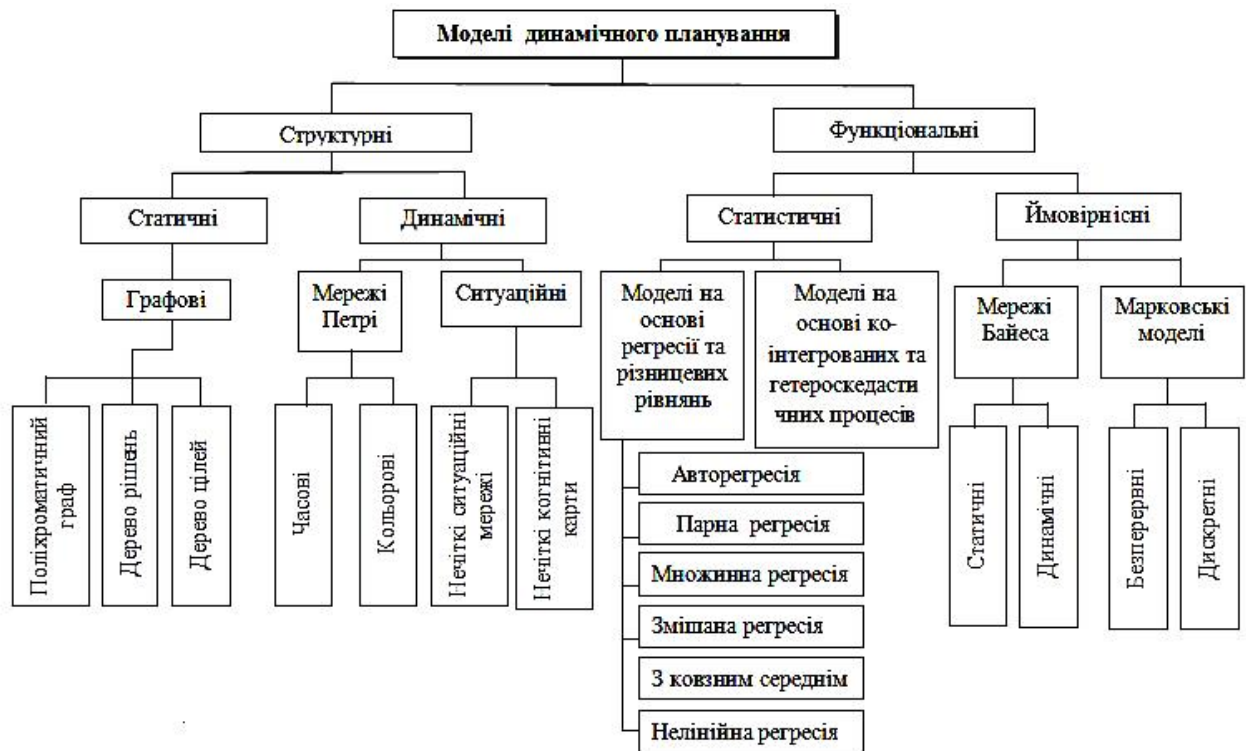 Моделі динамічного планування
Структурні
Функціональні
Статичні
Динамічні
Статистичні
Ймовірнісні
Графові
Мережі
Петрі
Ситуаційні
Моделі на
основі
регресії та
різницевих
рівнянь
Моделі на
основі ко-
інтегрованих та
гетероскедасти
чних процесів
Мережі
Байеса
Марковські
моделі
Поліхроматичний
граф
Дерево рішень
Дерево цілей
Часові
Кольорові
Нечіткі ситуаційні
мережі
Нечіткі когнітинні
карти
Авторегресія
Парна регресія
Множинна регресія
Змішана регресія
З ковзним середнім
Нелінійна регресія
Статичні
Динамічні
Безперервні
Дискретні